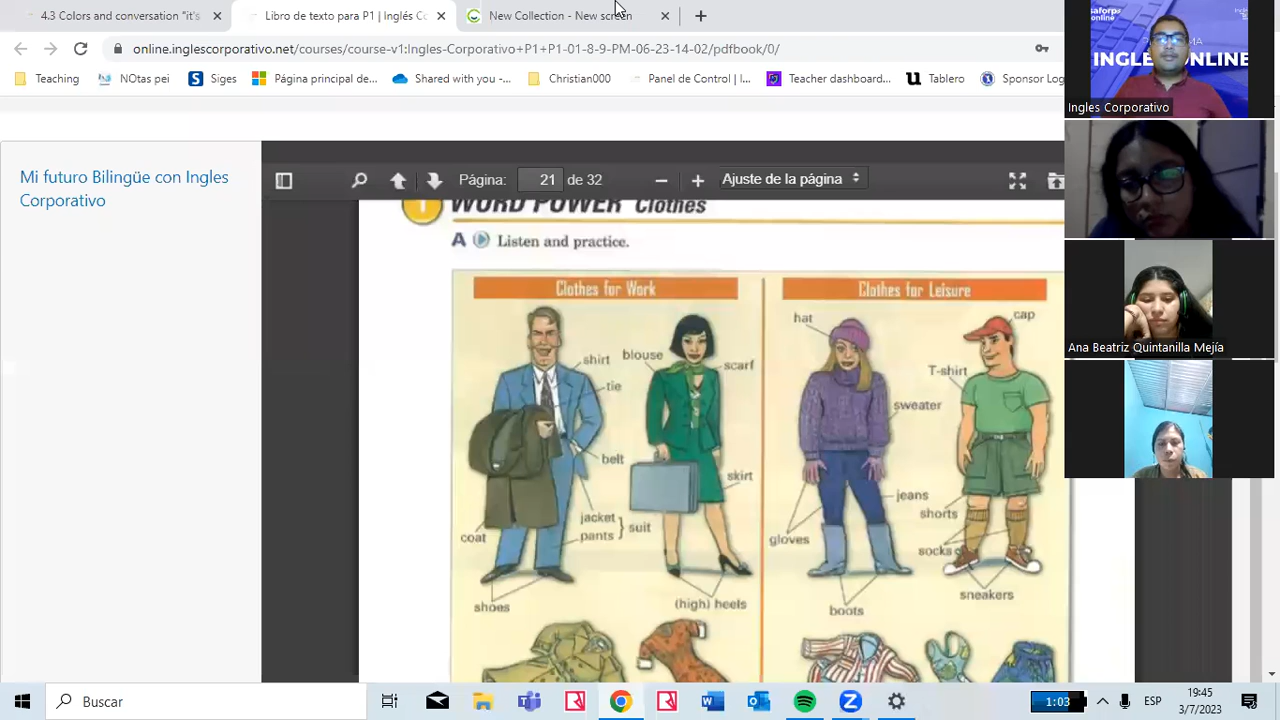 4.3 Colors and conversation "it's
Libro de texto para P1 | Ingles C
New Collection - New screen
online.inglescorporativo.net/courses/course-v1:Ingles-Corporativo+P1+P1-01-8-9-PM-06-23-14-02/pdfbook/0/
Teaching
NOtas pei
Siges
Página principal de...
Shared with you -...
Christian000
Panel de Control | I...
Teacher dashboard...
Tablero
Sponsor Log
Mi futuro Bilingüe con Ingles
Corporativo
Página:
21
de 32
Ajuste de la página
1
WORD POWER Clothes
A
Listen and practice.
Clothes for Work
Clothes for Leisure
shirt
blouse
scarf
tie
belt
skirt
jacket
pants
suit
coat
shoes
(high) heels
hat
cap
T-shirt
sweater
jeans
shorts
gloves
socks
sneakers
boots
online
INGLÉS ONLINE
Ingles Corporativo
Ana Beatriz Quintanilla Mejía
Buscar
1:03
ESP
19:45
3/7/2023